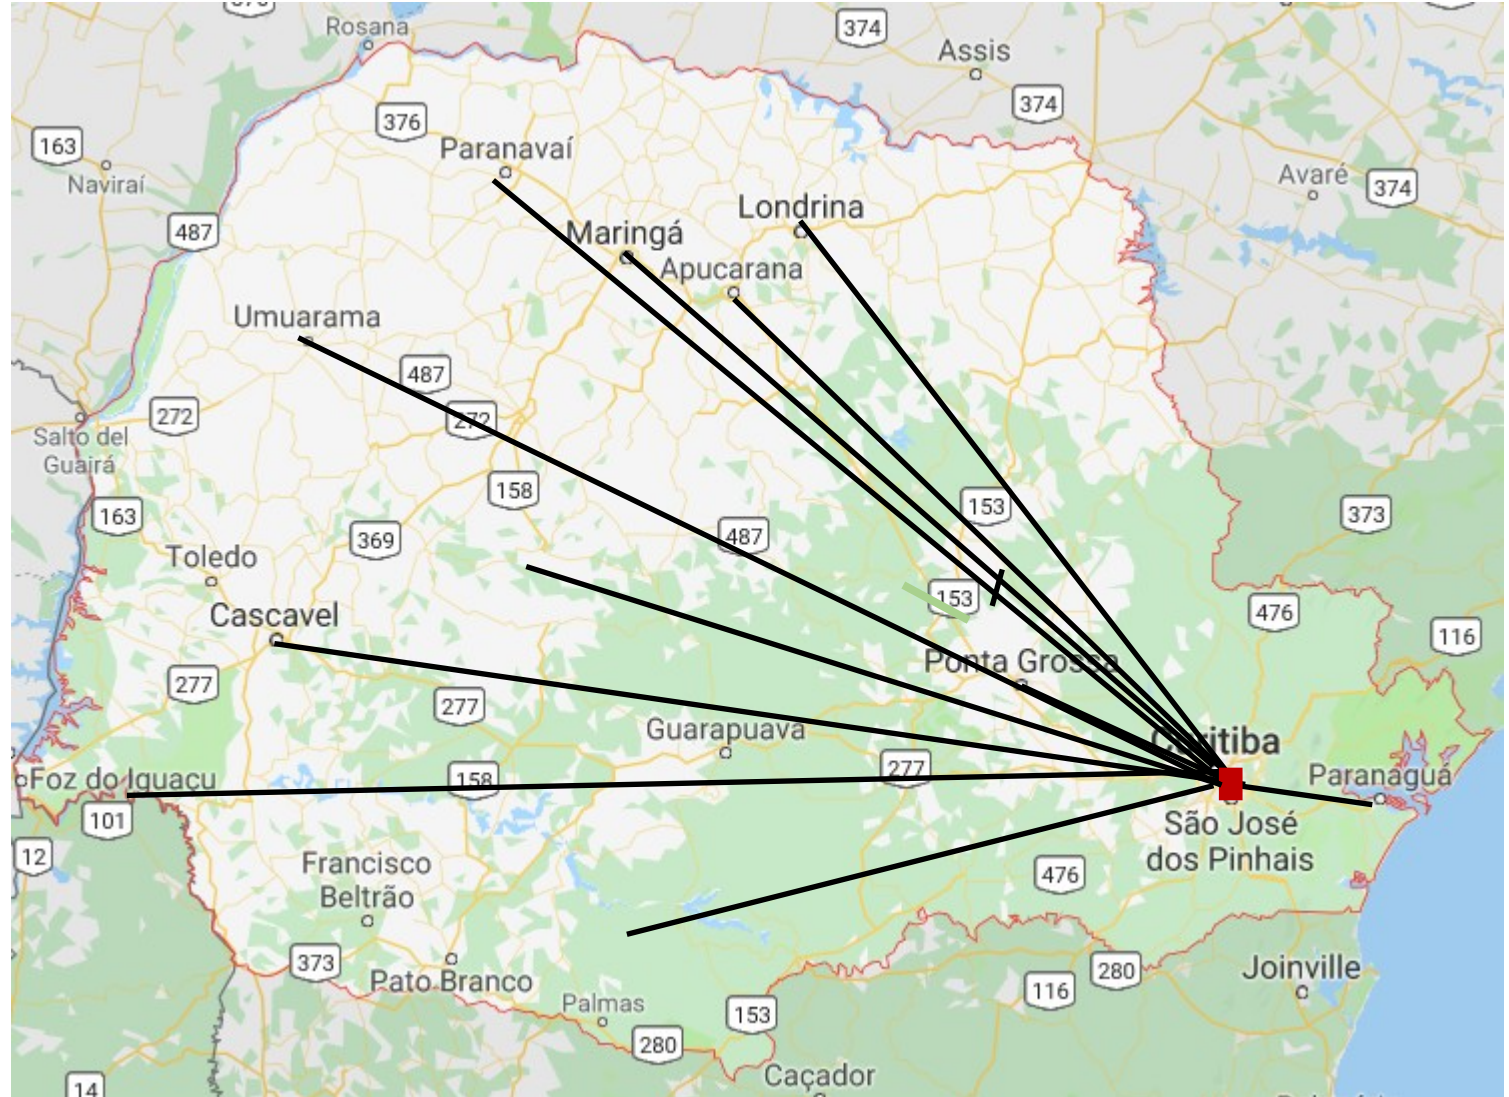 Rosana
374
Assis
374
376
163
Paranavaí
Naviraí
Avaré
374
Londrina
487
Maringá
Apucarana
Umuarama
487
272
272
Salto del
Guairá
158
153
163
373
369
487
Toledo
153
476
Cascavel
116
Ponta Grossa
277
277
Guarapuava
Curitiba
277
Foz do Iguaçu
158
Paranaguá
101
São José
dos Pinhais
12
Francisco
Beltrão
476
373
Pato Branco
280
Joinville
116
Palmas
153
280
Caçador
14